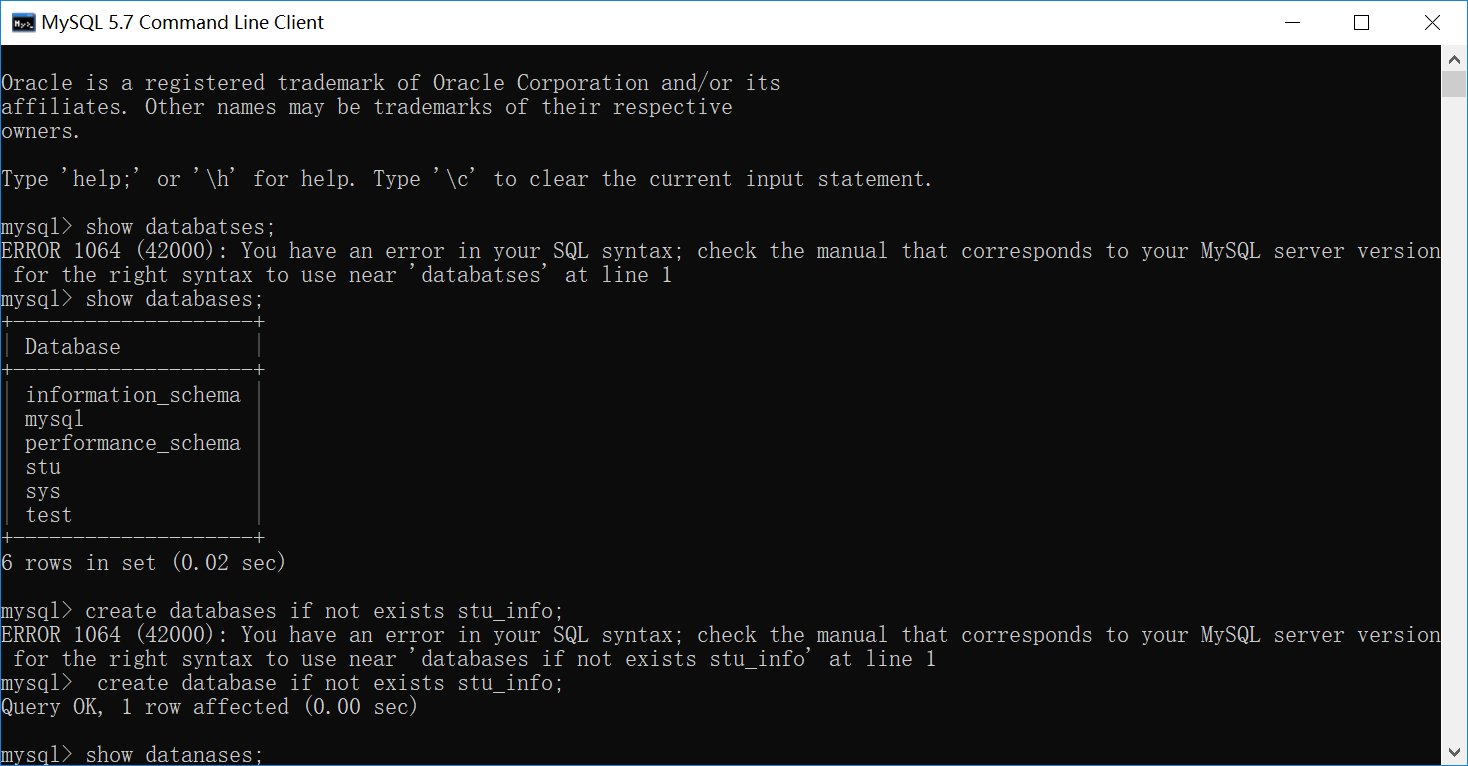 MySQL 5.7 Command Line Client
Oracle is a registered trademark of Oracle Corporation and/or its
affiliates. Other names may be trademarks of their respective
owners.
Type 'help;' or '\h' for help. Type '\c' to clear the current input statement.
mysql> show databatses;
ERROR 1064 (42000): You have an error in your SQL syntax; check the manual that corresponds to your MySQL server version
 for the right syntax to use near 'databatses' at line 1
mysql> show databases;
+--------------------+
| Database           |
+--------------------+
| information_schema |
| mysql              |
| performance_schema |
| stu                |
| sys                |
| test               |
+--------------------+
6 rows in set (0.02 sec)
mysql> create databases if not exists stu_info;
ERROR 1064 (42000): You have an error in your SQL syntax; check the manual that corresponds to your MySQL server version
 for the right syntax to use near 'databases if not exists stu_info' at line 1
mysql>  create database if not exists stu_info;
Query OK, 1 row affected (0.00 sec)
mysql> show datanases;